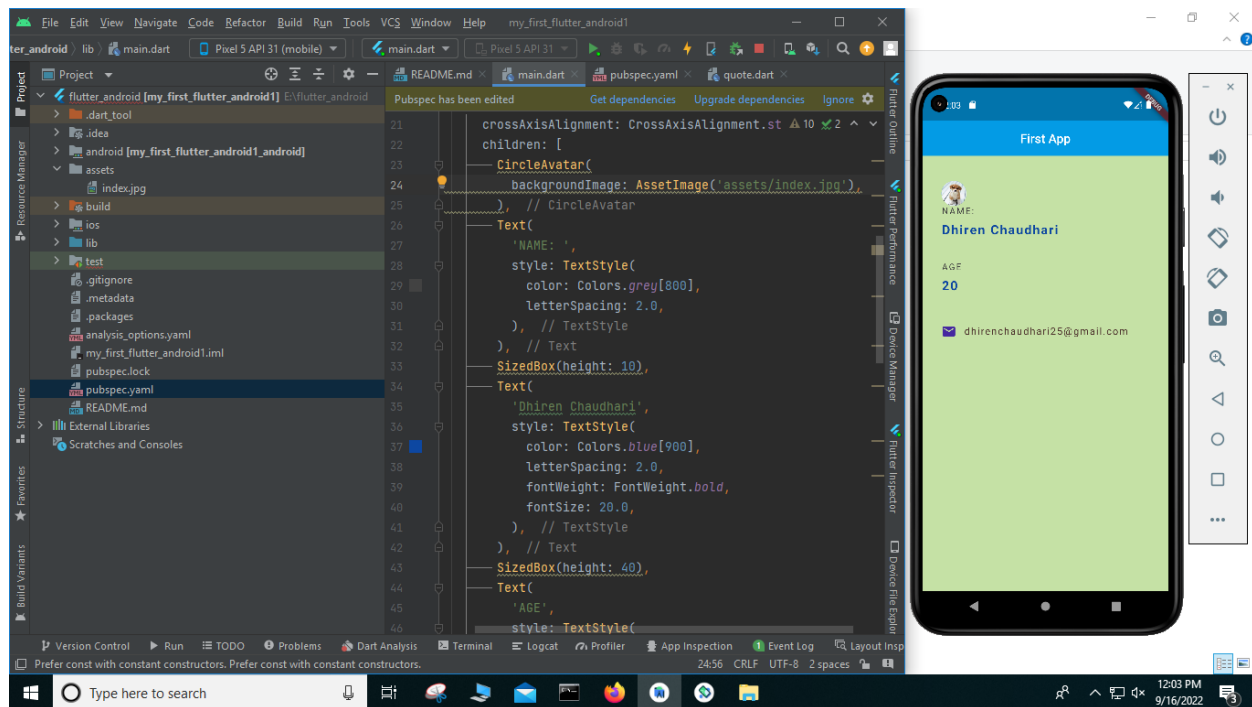 File Edit View Navigate Code Refactor Build Run Tools VCS Window Help my_first_flutter_android1
ter_android lib main.dart Pixel 5 API 31 (mobile) main.dart Pixel 5 API 31
Project README.md main.dart pubspec.yaml quote.dart
Pubspec has been edited Get dependencies Upgrade dependencies Ignore
Project
Resource Manager
Structure
Favorites
Build Variants
flutter_android [my_first_flutter_android1] E:\flutter_android
.dart_tool
.idea
android [my_first_flutter_android1_android]
assets
index.jpg
build
ios
lib
test
.gitignore
.metadata
.packages
analysis_options.yaml
my_first_flutter_android1.iml
pubspec.lock
pubspec.yaml
README.md
External Libraries
Scratches and Consoles
21 crossAxisAlignment: CrossAxisAlignment.st 10 2
22 children: [
23 CircleAvatar(
24 backgroundImage: AssetImage('assets/index.jpg'),
25 ), // CircleAvatar
26 Text(
27 'NAME: ',
28 style: TextStyle(
29 color: Colors.grey[800],
30 letterSpacing: 2.0,
31 ), // TextStyle
32 ), // Text
33 SizedBox(height: 10),
34 Text(
35 'Dhiren Chaudhari',
36 style: TextStyle(
37 color: Colors.blue[900],
38 letterSpacing: 2.0,
39 fontWeight: FontWeight.bold,
40 fontSize: 20.0,
41 ), // TextStyle
42 ), // Text
43 SizedBox(height: 40),
44 Text(
45 'AGE',
46 style: TextStyle(
Flutter Outline
Flutter Performance
Device Manager
Flutter Inspector
Device File Explor
Version Control Run TODO Problems Dart Analysis Terminal Logcat Profiler App Inspection 1 Event Log Layout Insp
Prefer const with constant constructors. Prefer const with constant constructors. 24:56 CRLF UTF-8 2 spaces
:03
DEBUG
First App
NAME:
Dhiren Chaudhari
AGE
20
dhirenchaudhari25@gmail.com
Type here to search
12:03 PM
9/16/2022
3